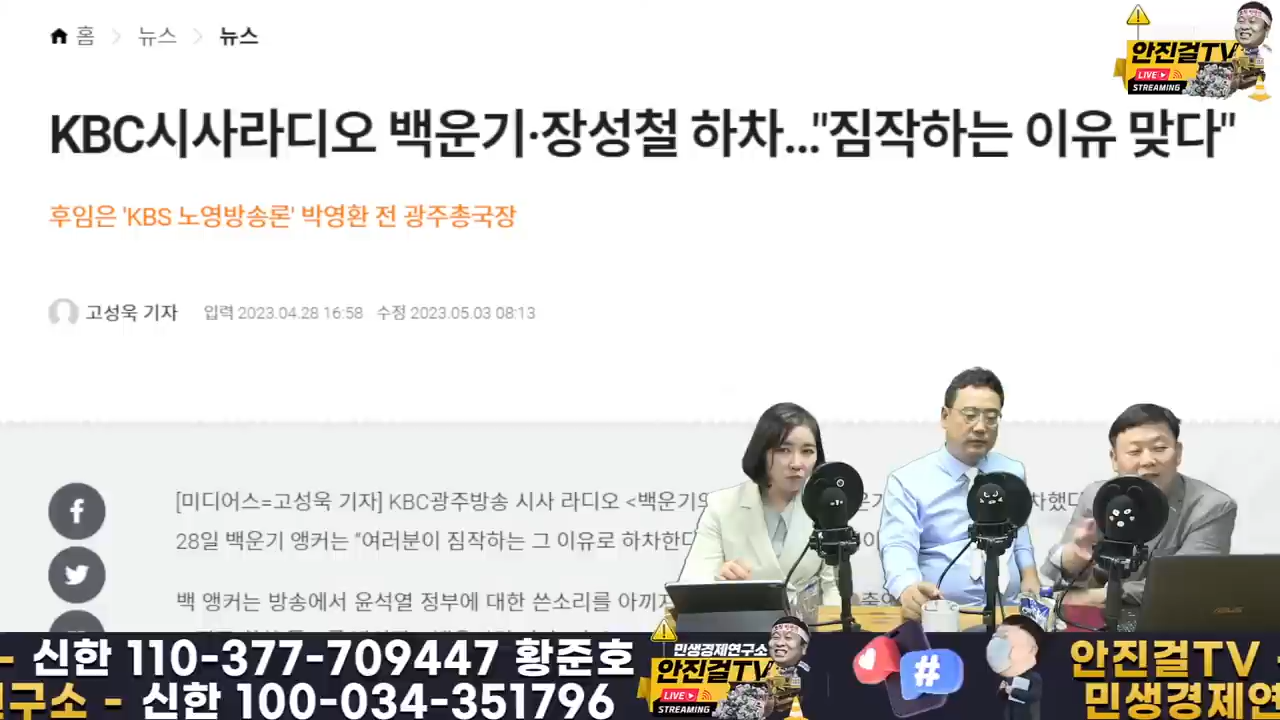 홈 > 뉴스 > 뉴스
안진걸TV
LIVE
STREAMING
KBC시사라디오 백운기·장성철 하차..."짐작하는 이유 맞다"
후임은 'KBS 노영방송론' 박영환 전 광주총국장
고성욱 기자 입력 2023.04.28 16:58 수정 2023.05.03 08:13
[미디어스=고성욱 기자] KBC광주방송 시사 라디오 <백운기의
28일 백운기 앵커는 “여러분이 짐작하는 그 이유로 하차한다
백 앵커는 방송에서 윤석열 정부에 대한 쓴소리를
- 신한 110-377-709447 황준호
연구소 - 신한 100-034-351796
민생경제연구소
안진걸TV
LIVE
STREAMING
#
안진걸TV -
민생경제연